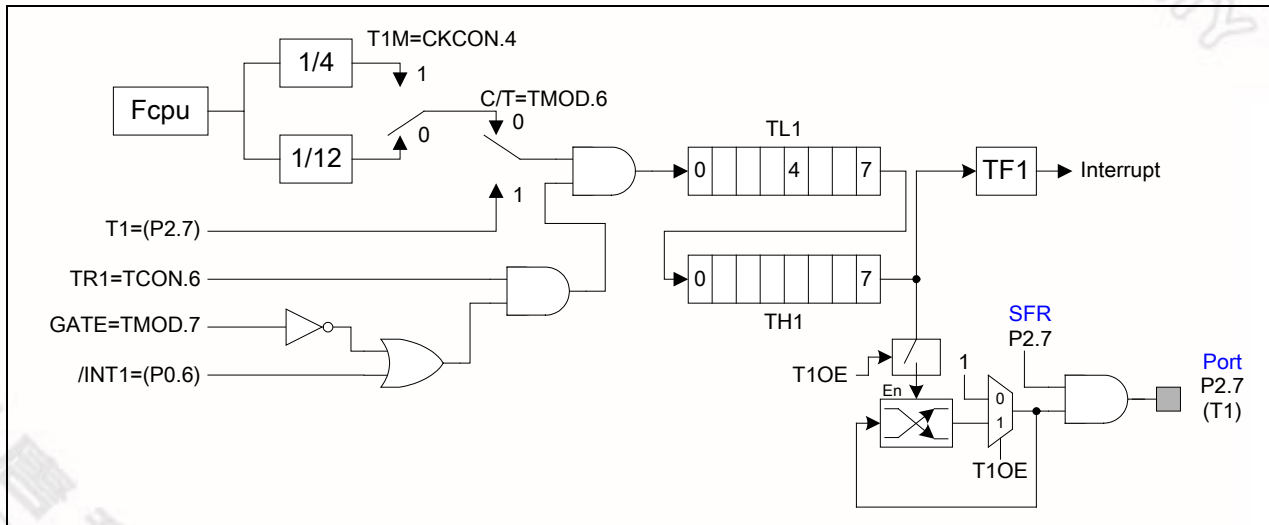 T1M=CKCON.4
1/4
1
Fcpu
C/T=TMOD.6
0
0
TL1
1/12
0 4 7
TF1
Interrupt
1
T1=(P2.7)
TR1=TCON.6
0 7
GATE=TMOD.7
TH1
SFR
P2.7
Port
P2.7
(T1)
/INT1=(P0.6)
T1OE
1
En
0
1
T1OE